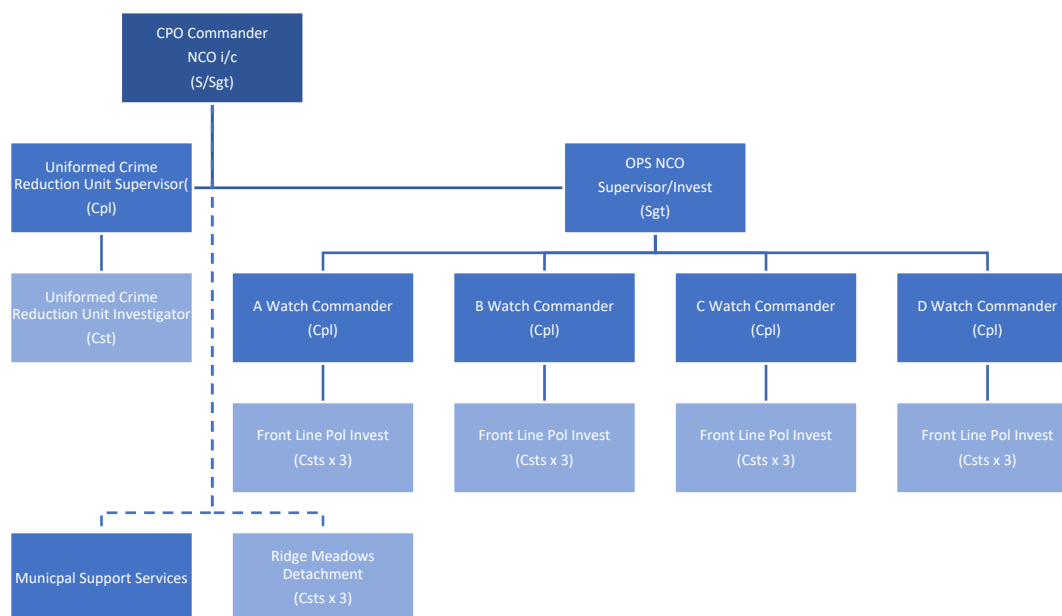 CPO Commander
NCO i/c
(S/Sgt)
Uniformed Crime
Reduction Unit Supervisor(
(Cpl)
OPS NCO
Supervisor/Invest
(Sgt)
Uniformed Crime
Reduction Unit Investigator
(Cst)
A Watch Commander
(Cpl)
B Watch Commander
(Cpl)
C Watch Commander
(Cpl)
D Watch Commander
(Cpl)
Front Line Pol Invest
(Csts x 3)
Front Line Pol Invest
(Csts x 3)
Front Line Pol Invest
(Csts x 3)
Front Line Pol Invest
(Csts x 3)
Municpal Support Services
Ridge Meadows
Detachment
(Csts x 3)